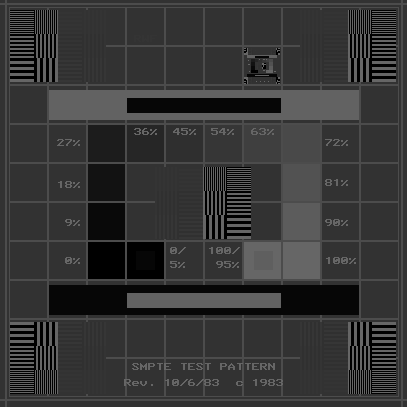 36% 45% 54% 63%
27% 72%
18% 81%
9% 90%
0% 0/ 100/ 100%
5% 95%
SMPTE TEST PATTERN
Rev. 10/6/83 c 1983